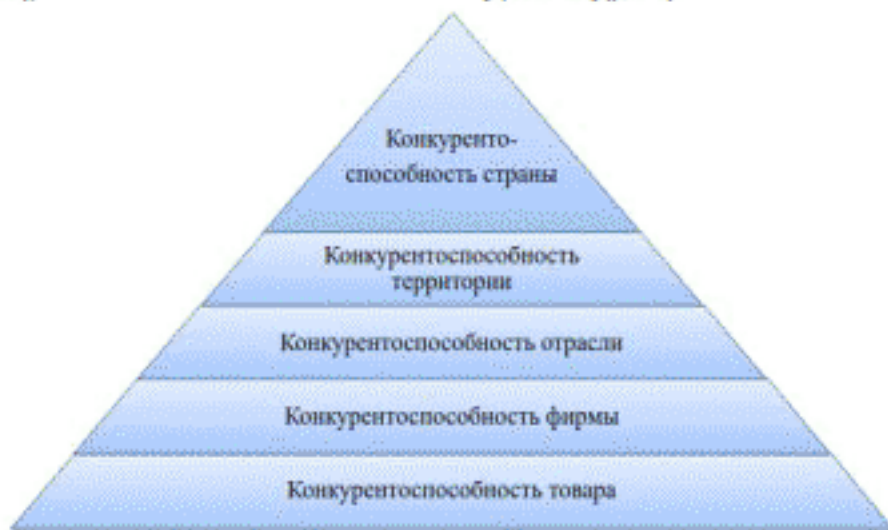 Конкуренто-
способность страны
Конкурентоспособность
территории
Конкурентоспособность отрасли
Конкурентоспособность фирмы
Конкурентоспособность товара